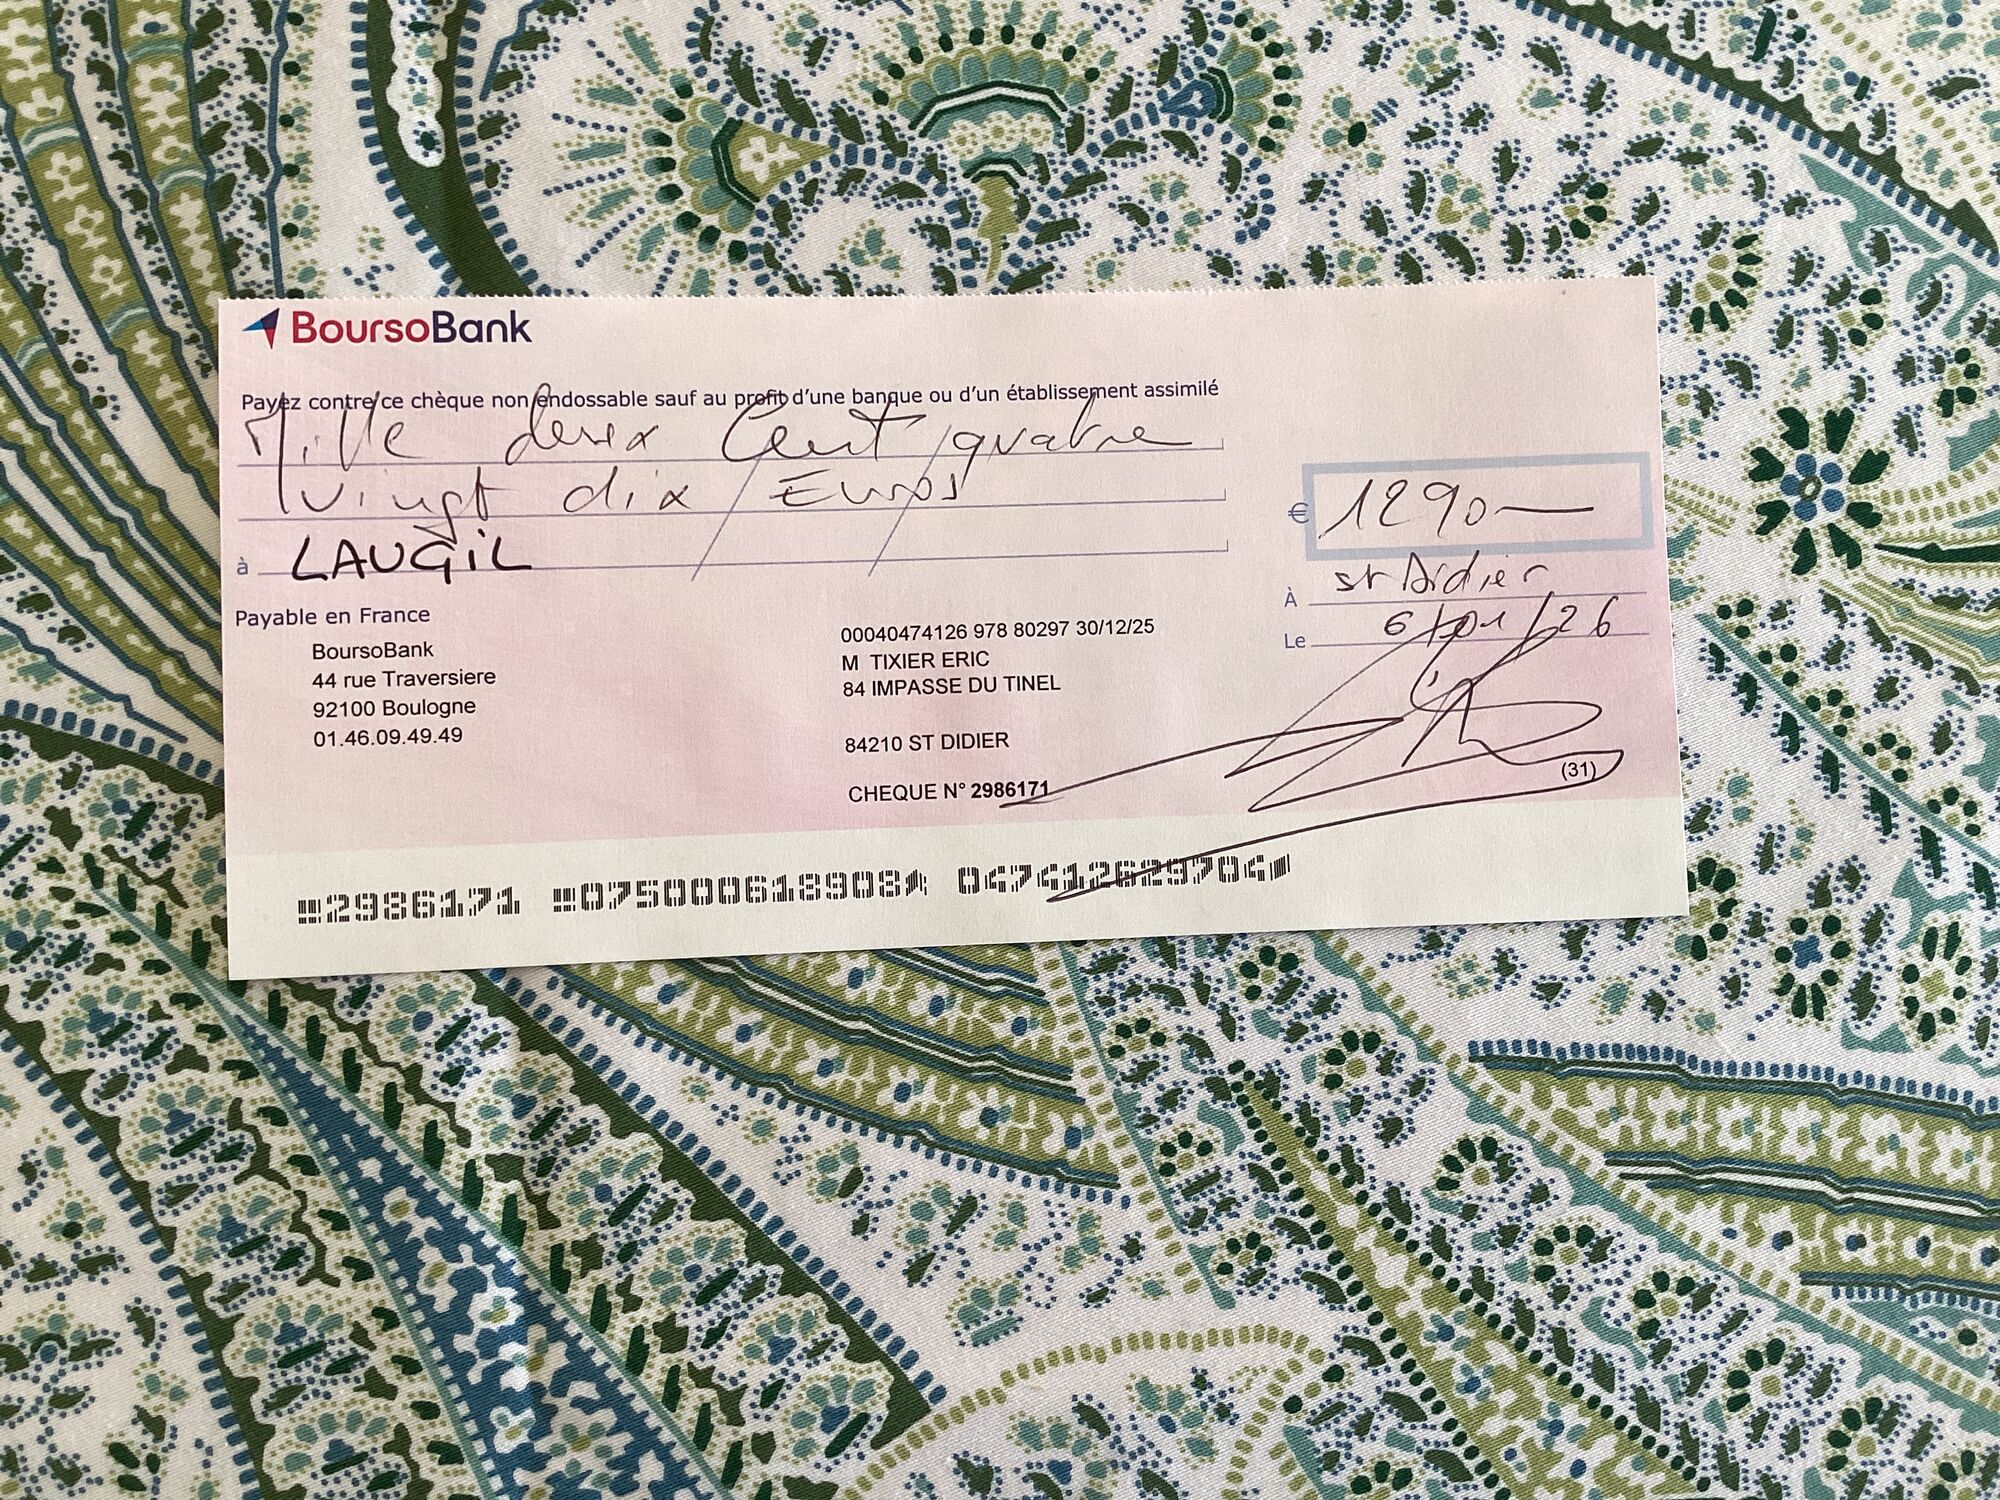 BoursoBank
Payez contre ce chèque non endossable sauf au profit d'une banque ou d'un établissement assimilé
Mille deux Cent quatre
vingt dix Euros
€ 1290—
à LAUGIL
À St Didier
Le 6/01/26
Payable en France
BoursoBank
44 rue Traversiere
92100 Boulogne
01.46.09.49.49
00040474126 978 80297 30/12/25
M TIXIER ERIC
84 IMPASSE DU TINEL
84210 ST DIDIER
CHEQUE N° 2986171
(31)
2986171 075000618908 047412629704